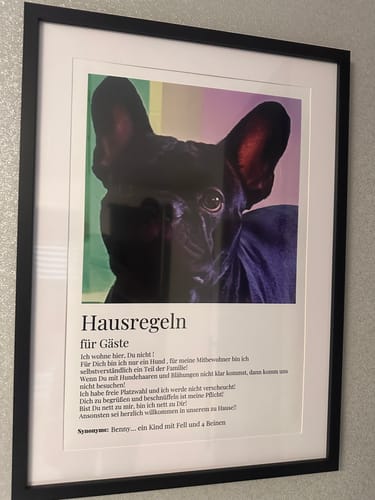 Hausregeln
für Gäste
Ich wohne hier, Du nicht !
Für Dich bin ich nur ein Hund , für meine Mitbewohner bin ich
selbstverständlich ein Teil der Familie!
Wenn Du mit Hundehaaren und Blähungen nicht klar kommst, dann komm uns
nicht besuchen!
Ich habe freie Platzwahl und ich werde nicht verscheucht!
Dich zu begrüßen und beschnüffeln ist meine Pflicht!
Bist Du nett zu mir, bin ich nett zu Dir!
Ansonsten sei herzlich willkommen in unserem zu Hause!!
Synonyme: Benny... ein Kind mit Fell und 4 Beinen